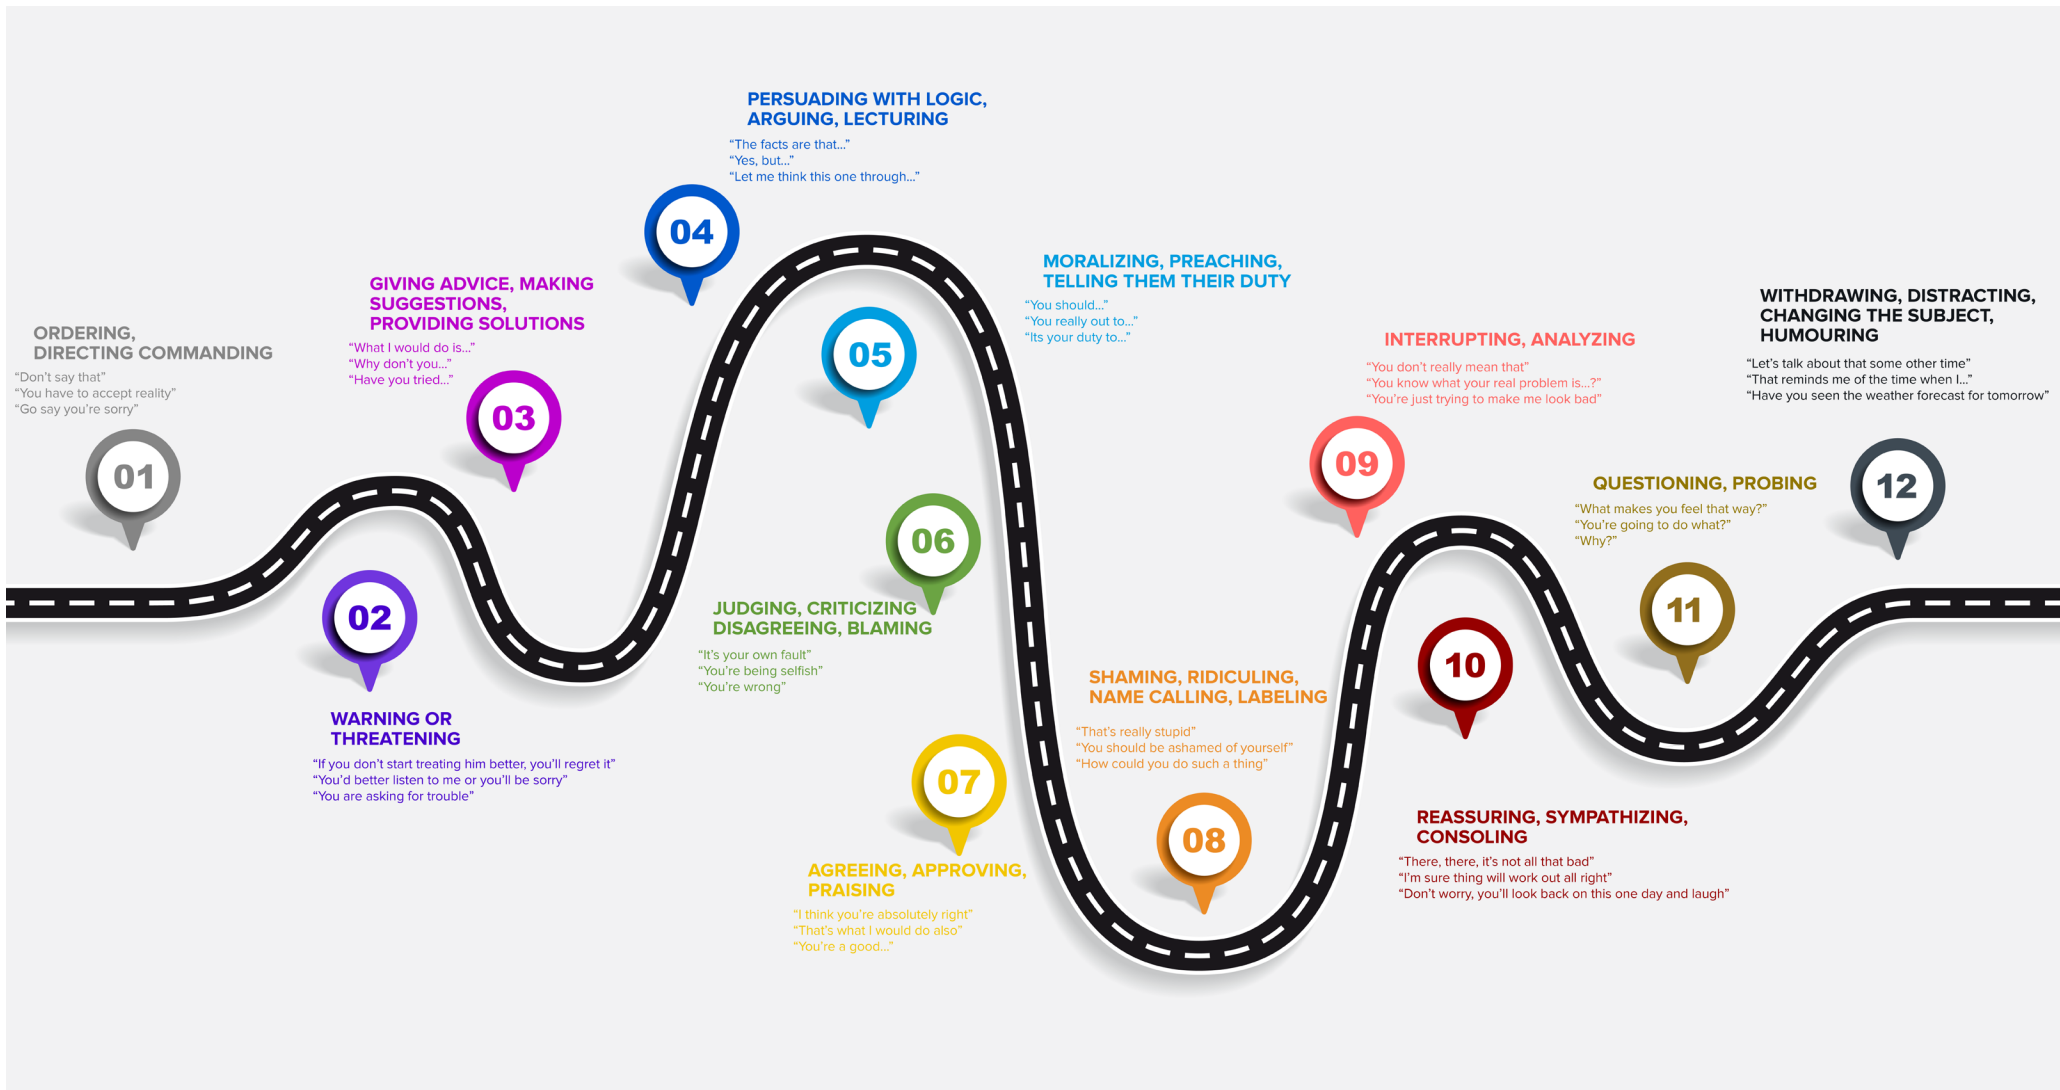 01
ORDERING,
DIRECTING COMMANDING
“Don’t say that”
“You have to accept reality”
“Go say you’re sorry”
02
WARNING OR
THREATENING
“If you don’t start treating him better, you’ll regret it”
“You’d better listen to me or you’ll be sorry”
“You are asking for trouble”
03
GIVING ADVICE, MAKING
SUGGESTIONS,
PROVIDING SOLUTIONS
“What I would do is...”
“Why don’t you...”
“Have you tried...”
04
PERSUADING WITH LOGIC,
ARGUING, LECTURING
“The facts are that...”
“Yes, but...”
“Let me think this one through...”
05
MORALIZING, PREACHING,
TELLING THEM THEIR DUTY
“You should...”
“You really out to...”
“Its your duty to...”
06
JUDGING, CRITICIZING
DISAGREEING, BLAMING
“It’s your own fault”
“You’re being selfish”
“You’re wrong”
07
AGREEING, APPROVING,
PRAISING
“I think you’re absolutely right”
“That’s what I would do also”
“You’re a good...”
08
SHAMING, RIDICULING,
NAME CALLING, LABELING
“That’s really stupid”
“You should be ashamed of yourself”
“How could you do such a thing”
09
INTERRUPTING, ANALYZING
“You don’t really mean that”
“You know what your real problem is...?”
“You’re just trying to make me look bad”
10
REASSURING, SYMPATHIZING,
CONSOLING
“There, there, it’s not all that bad”
“I’m sure thing will work out all right”
“Don’t worry, you’ll look back on this one day and laugh”
11
QUESTIONING, PROBING
“What makes you feel that way?”
“You’re going to do what?”
“Why?”
12
WITHDRAWING, DISTRACTING,
CHANGING THE SUBJECT,
HUMOURING
“Let’s talk about that some other time”
“That reminds me of the time when I...”
“Have you seen the weather forecast for tomorrow”